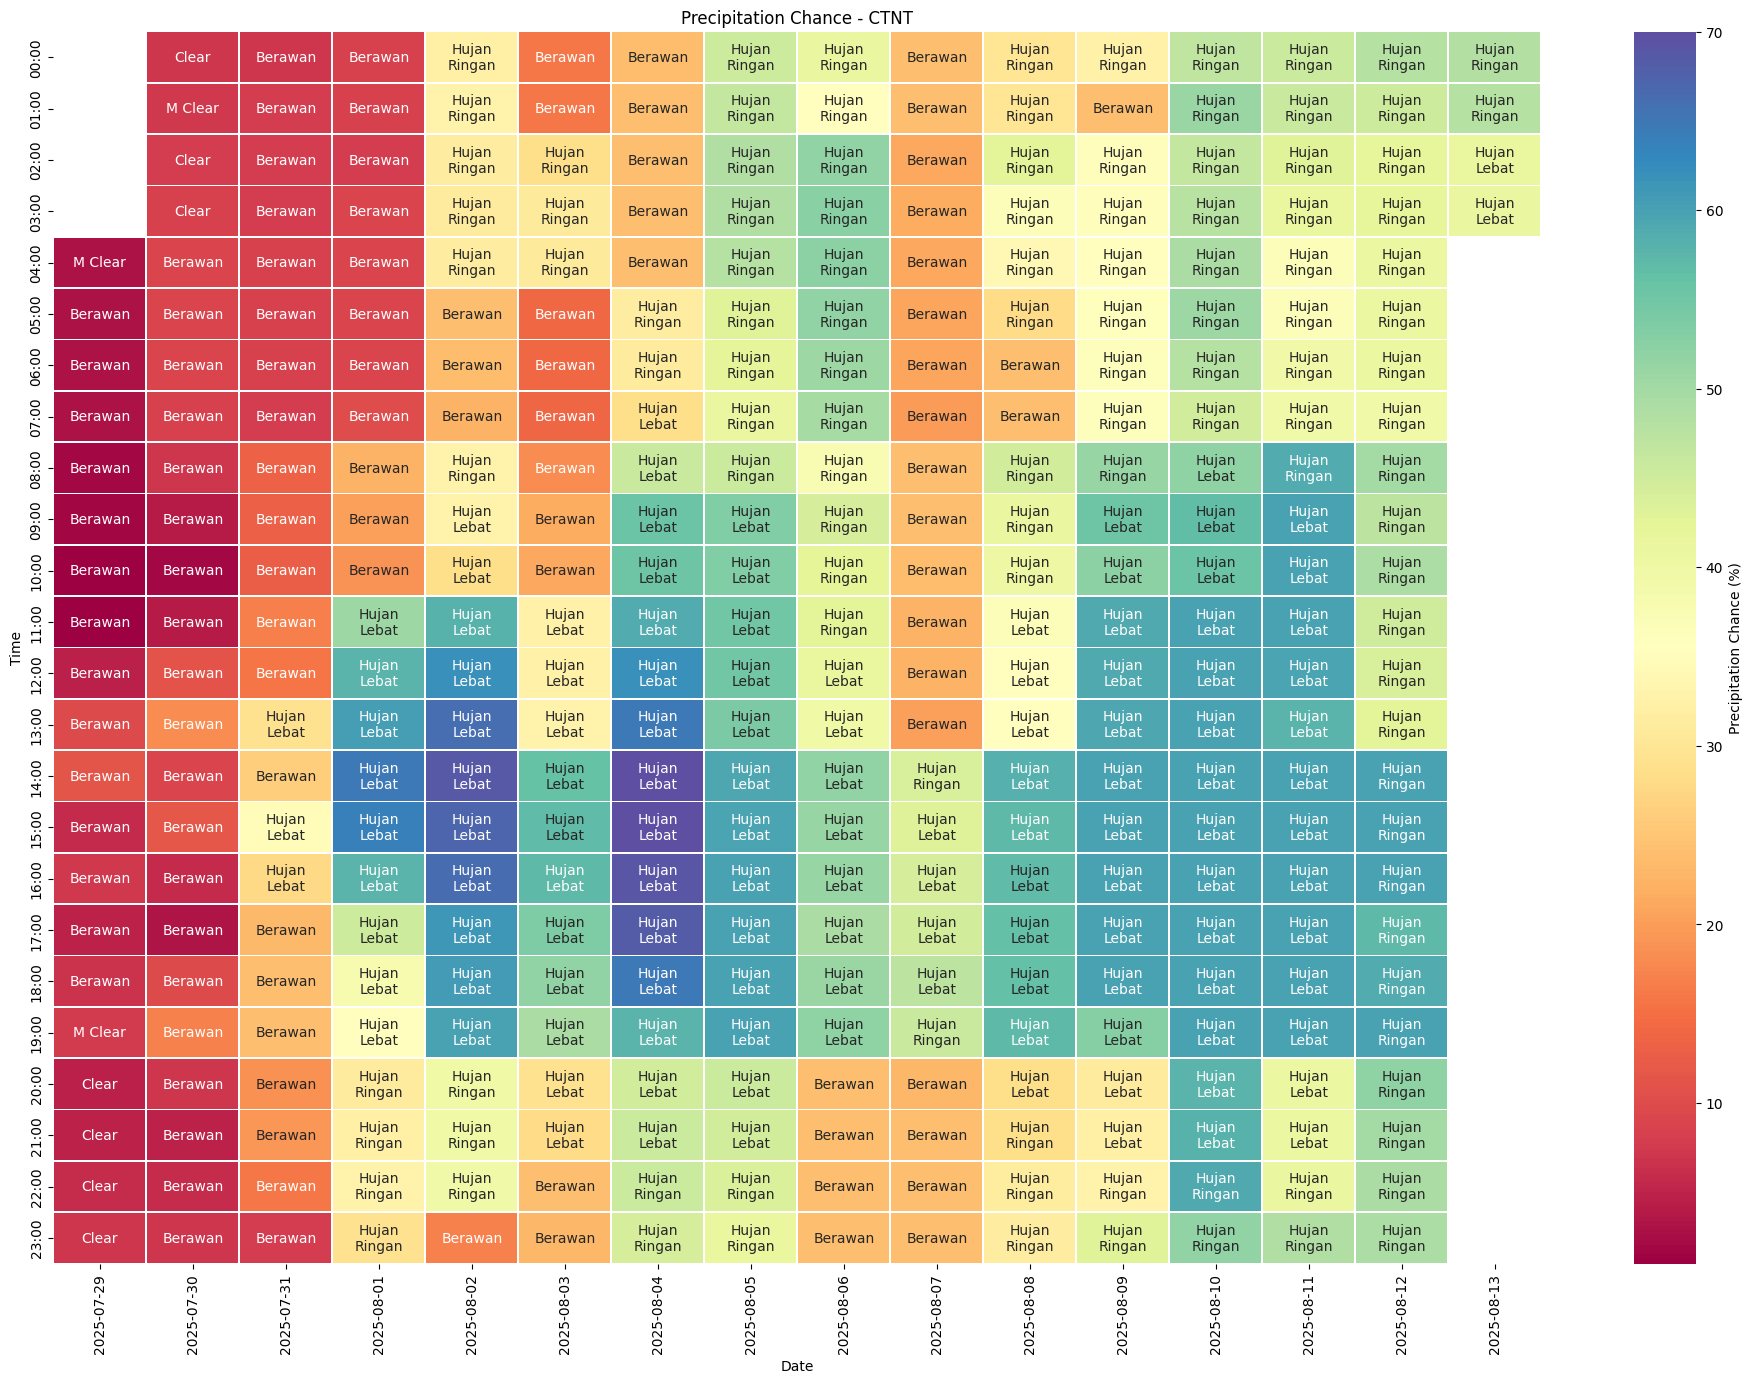 Precipitation Chance - CTNT
00:00 Clear Berawan Berawan Hujan Ringan Berawan Berawan Hujan Ringan Hujan Ringan Berawan Hujan Ringan Hujan Ringan Hujan Ringan Hujan Ringan Hujan Ringan Hujan Ringan
01:00 M Clear Berawan Berawan Hujan Ringan Berawan Berawan Hujan Ringan Hujan Ringan Berawan Hujan Ringan Berawan Hujan Ringan Hujan Ringan Hujan Ringan Hujan Ringan
02:00 Clear Berawan Berawan Hujan Ringan Hujan Ringan Berawan Hujan Ringan Hujan Ringan Berawan Hujan Ringan Hujan Ringan Hujan Ringan Hujan Ringan Hujan Ringan Hujan Lebat
03:00 Clear Berawan Berawan Hujan Ringan Hujan Ringan Berawan Hujan Ringan Hujan Ringan Berawan Hujan Ringan Hujan Ringan Hujan Ringan Hujan Ringan Hujan Ringan Hujan Lebat
04:00 M Clear Berawan Berawan Berawan Hujan Ringan Hujan Ringan Berawan Hujan Ringan Hujan Ringan Berawan Hujan Ringan Hujan Ringan Hujan Ringan Hujan Ringan Hujan Ringan
05:00 Berawan Berawan Berawan Berawan Berawan Berawan Hujan Ringan Hujan Ringan Hujan Ringan Berawan Hujan Ringan Hujan Ringan Hujan Ringan Hujan Ringan Hujan Ringan
06:00 Berawan Berawan Berawan Berawan Berawan Berawan Hujan Ringan Hujan Ringan Hujan Ringan Berawan Berawan Hujan Ringan Hujan Ringan Hujan Ringan Hujan Ringan
07:00 Berawan Berawan Berawan Berawan Berawan Berawan Hujan Lebat Hujan Ringan Hujan Ringan Berawan Berawan Hujan Ringan Hujan Ringan Hujan Ringan Hujan Ringan
08:00 Berawan Berawan Berawan Berawan Hujan Ringan Berawan Hujan Lebat Hujan Ringan Hujan Ringan Berawan Hujan Ringan Hujan Ringan Hujan Lebat Hujan Ringan Hujan Ringan
09:00 Berawan Berawan Berawan Berawan Hujan Lebat Berawan Hujan Lebat Hujan Lebat Hujan Ringan Berawan Hujan Ringan Hujan Lebat Hujan Lebat Hujan Lebat Hujan Ringan
10:00 Berawan Berawan Berawan Berawan Hujan Lebat Berawan Hujan Lebat Hujan Lebat Hujan Ringan Berawan Hujan Ringan Hujan Lebat Hujan Lebat Hujan Lebat Hujan Ringan
11:00 Berawan Berawan Berawan Hujan Lebat Hujan Lebat Hujan Lebat Hujan Lebat Hujan Lebat Hujan Ringan Berawan Hujan Lebat Hujan Lebat Hujan Lebat Hujan Lebat Hujan Ringan
12:00 Berawan Berawan Berawan Hujan Lebat Hujan Lebat Hujan Lebat Hujan Lebat Hujan Lebat Hujan Lebat Berawan Hujan Lebat Hujan Lebat Hujan Lebat Hujan Lebat Hujan Ringan
13:00 Berawan Berawan Hujan Lebat Hujan Lebat Hujan Lebat Hujan Lebat Hujan Lebat Hujan Lebat Hujan Lebat Berawan Hujan Lebat Hujan Lebat Hujan Lebat Hujan Lebat Hujan Ringan
14:00 Berawan Berawan Berawan Hujan Lebat Hujan Lebat Hujan Lebat Hujan Lebat Hujan Lebat Hujan Lebat Hujan Ringan Hujan Lebat Hujan Lebat Hujan Lebat Hujan Lebat Hujan Ringan
15:00 Berawan Berawan Hujan Lebat Hujan Lebat Hujan Lebat Hujan Lebat Hujan Lebat Hujan Lebat Hujan Lebat Hujan Lebat Hujan Lebat Hujan Lebat Hujan Lebat Hujan Lebat Hujan Ringan
16:00 Berawan Berawan Hujan Lebat Hujan Lebat Hujan Lebat Hujan Lebat Hujan Lebat Hujan Lebat Hujan Lebat Hujan Lebat Hujan Lebat Hujan Lebat Hujan Lebat Hujan Lebat Hujan Ringan
17:00 Berawan Berawan Berawan Hujan Lebat Hujan Lebat Hujan Lebat Hujan Lebat Hujan Lebat Hujan Lebat Hujan Lebat Hujan Lebat Hujan Lebat Hujan Lebat Hujan Lebat Hujan Ringan
18:00 Berawan Berawan Berawan Hujan Lebat Hujan Lebat Hujan Lebat Hujan Lebat Hujan Lebat Hujan Lebat Hujan Lebat Hujan Lebat Hujan Lebat Hujan Lebat Hujan Lebat Hujan Ringan
19:00 M Clear Berawan Berawan Hujan Lebat Hujan Lebat Hujan Lebat Hujan Lebat Hujan Lebat Hujan Lebat Hujan Ringan Hujan Lebat Hujan Lebat Hujan Lebat Hujan Lebat Hujan Ringan
20:00 Clear Berawan Berawan Hujan Ringan Hujan Ringan Hujan Lebat Hujan Lebat Hujan Lebat Berawan Berawan Hujan Lebat Hujan Lebat Hujan Lebat Hujan Lebat Hujan Ringan
21:00 Clear Berawan Berawan Hujan Ringan Hujan Ringan Hujan Lebat Hujan Lebat Hujan Lebat Berawan Berawan Hujan Ringan Hujan Lebat Hujan Lebat Hujan Lebat Hujan Ringan
22:00 Clear Berawan Berawan Hujan Ringan Hujan Ringan Berawan Hujan Ringan Hujan Ringan Berawan Berawan Hujan Ringan Hujan Ringan Hujan Ringan Hujan Ringan Hujan Ringan
23:00 Clear Berawan Berawan Hujan Ringan Berawan Berawan Hujan Ringan Hujan Ringan Berawan Berawan Hujan Ringan Hujan Ringan Hujan Ringan Hujan Ringan Hujan Ringan
Time
2025-07-29 2025-07-30 2025-07-31 2025-08-01 2025-08-02 2025-08-03 2025-08-04 2025-08-05 2025-08-06 2025-08-07 2025-08-08 2025-08-09 2025-08-10 2025-08-11 2025-08-12 2025-08-13
Date
70
60
50
40
30
20
10
Precipitation Chance (%)